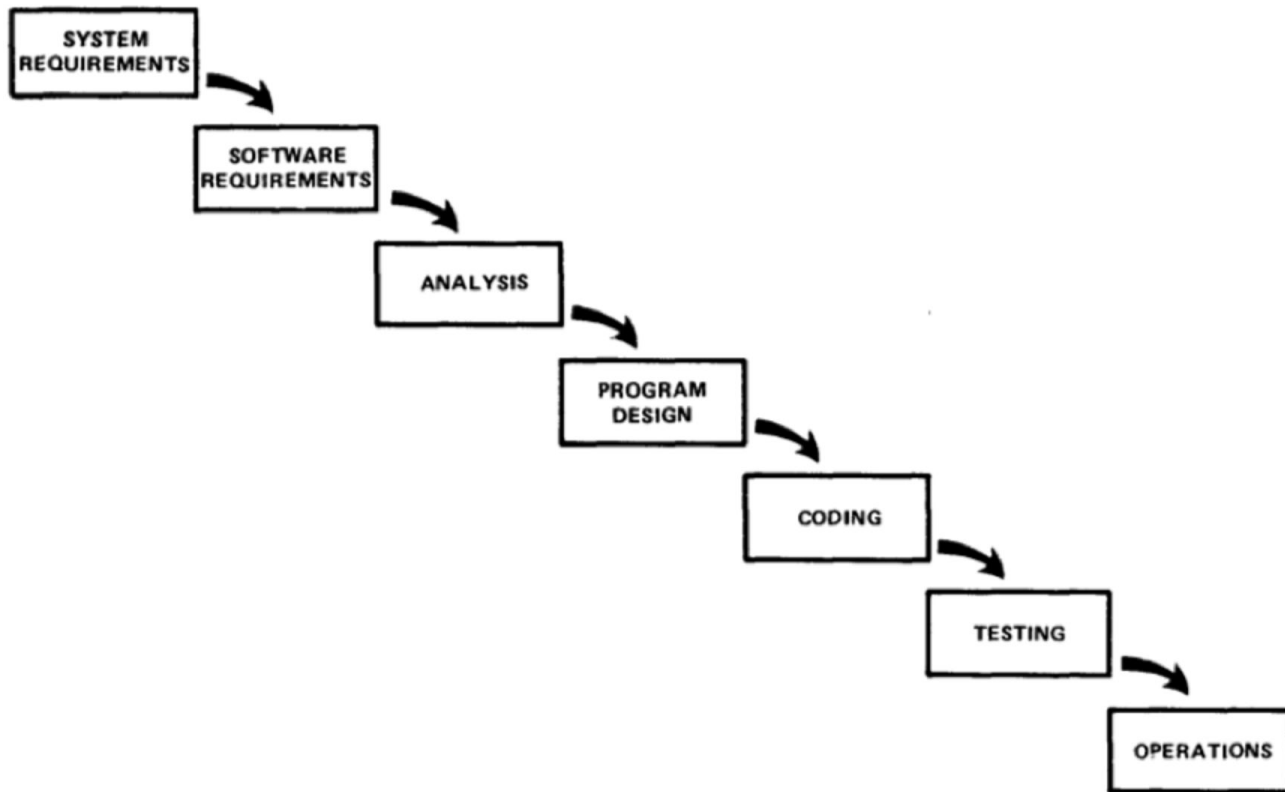 SYSTEM
REQUIREMENTS
SOFTWARE
REQUIREMENTS
ANALYSIS
PROGRAM
DESIGN
CODING
TESTING
OPERATIONS